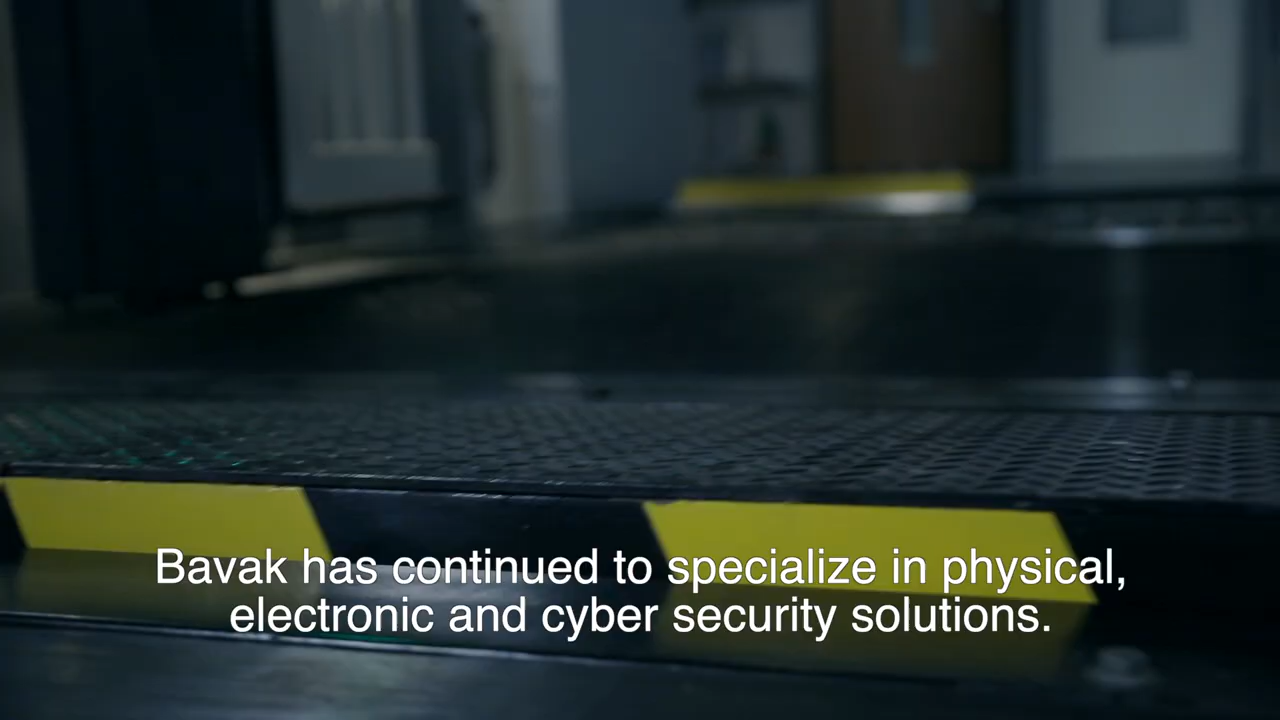 Bavak has continued to specialize in physical,
electronic and cyber security solutions.